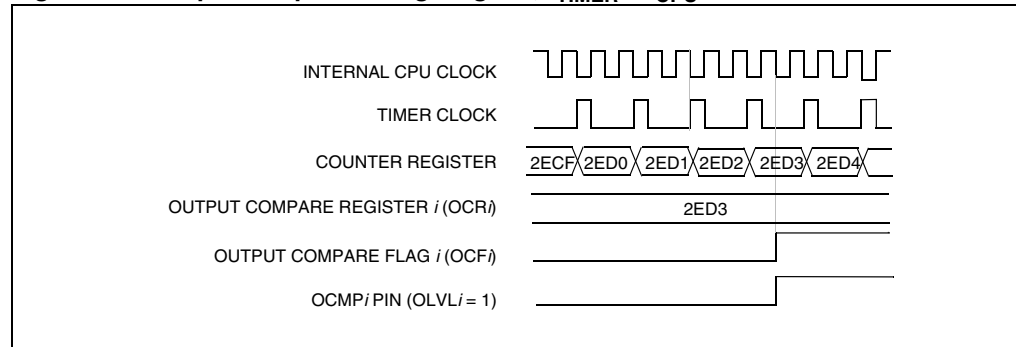 INTERNAL CPU CLOCK
TIMER CLOCK
COUNTER REGISTER 2ECF 2ED0 2ED1 2ED2 2ED3 2ED4
OUTPUT COMPARE REGISTER i (OCRi) 2ED3
OUTPUT COMPARE FLAG i (OCFi)
OCMPi PIN (OLVLi = 1)